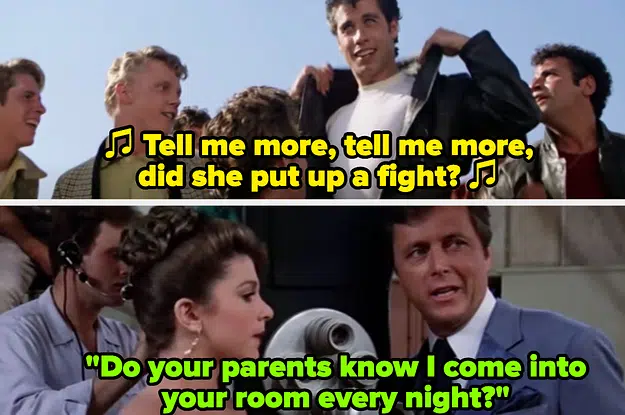 ♫ Tell me more, tell me more,
did she put up a fight? ♫
"Do your parents know I come into
your room every night?"